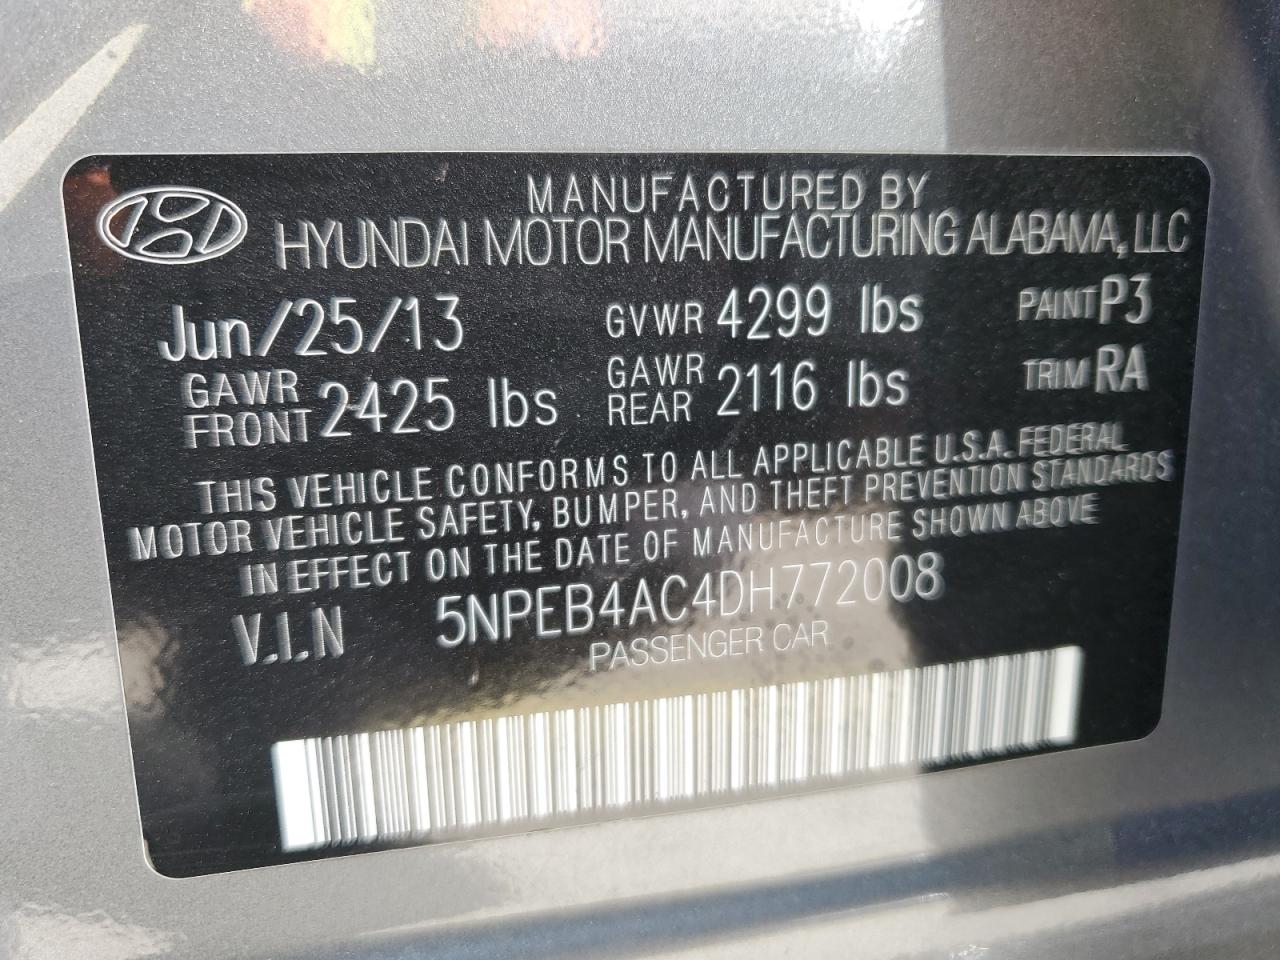 MANUFACTURED BY
HYUNDAI MOTOR MANUFACTURING ALABAMA, LLC
Jun/25/13 GVWR 4299 lbs PAINT P3
GAWR FRONT 2425 lbs GAWR REAR 2116 lbs TRIM RA
THIS VEHICLE CONFORMS TO ALL APPLICABLE U.S.A. FEDERAL
MOTOR VEHICLE SAFETY, BUMPER, AND THEFT PREVENTION STANDARDS
IN EFFECT ON THE DATE OF MANUFACTURE SHOWN ABOVE
V.I.N 5NPEB4AC4DH772008
PASSENGER CAR